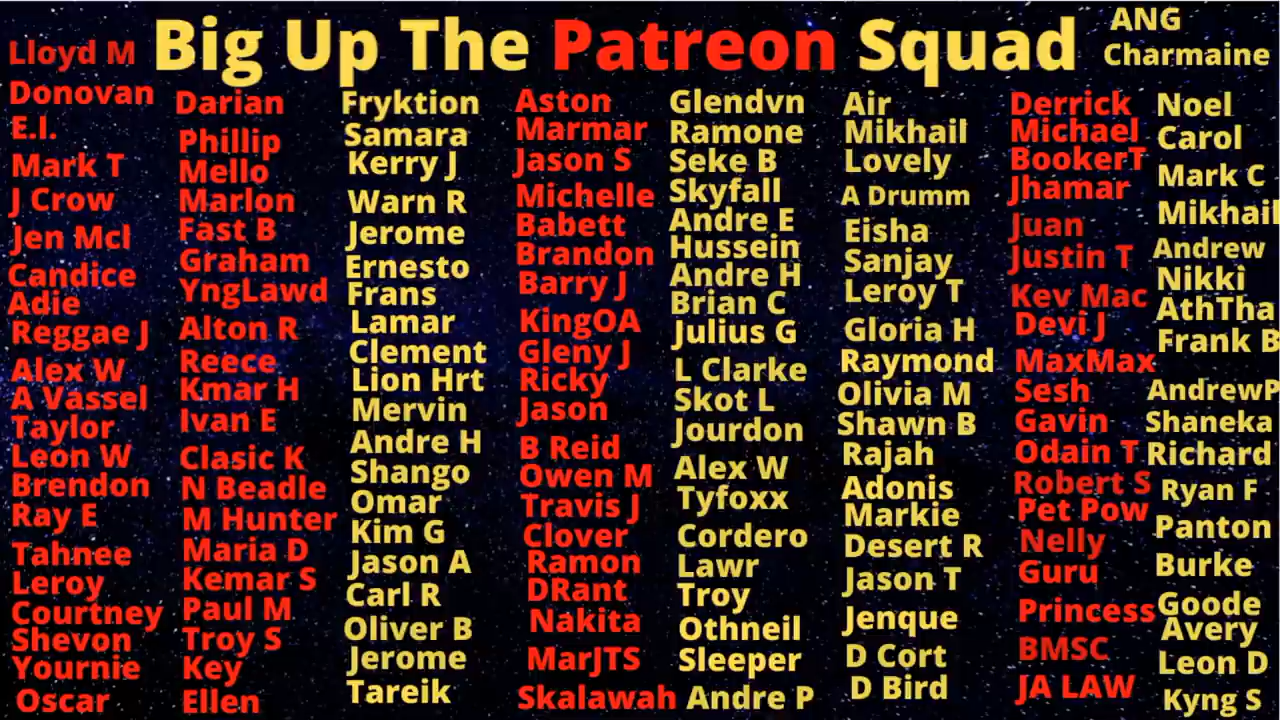 Big Up The Patreon Squad
Lloyd M
Donovan
E.I.
Mark T
J Crow
Jen Mcl
Candice
Adie
Reggae J
Alex W
A Vassel
Taylor
Leon W
Brendon
Ray E
Tahnee
Leroy
Courtney
Shevon
Yournie
Oscar
Darian
Phillip
Mello
Marlon
Fast B
Graham
YngLawd
Alton R
Reece
Kmar H
Ivan E
Clasic K
N Beadle
M Hunter
Maria D
Kemar S
Paul M
Troy S
Key
Ellen
Fryktion
Samara
Kerry J
Warn R
Jerome
Ernesto
Frans
Lamar
Clement
Lion Hrt
Mervin
Andre H
Shango
Omar
Kim G
Jason A
Carl R
Oliver B
Jerome
Tareik
Aston
Marmar
Jason S
Michelle
Babett
Brandon
Barry J
KingOA
Gleny J
Ricky
Jason
B Reid
Owen M
Travis J
Clover
Ramon
DRant
Nakita
MarJTS
Skalawah
Glendvn
Ramone
Seke B
Skyfall
Andre E
Hussein
Andre H
Brian C
Julius G
L Clarke
Skot L
Jourdon
Alex W
Tyfoxx
Cordero
Lawr
Troy
Othneil
Sleeper
Andre P
Air
Mikhail
Lovely
A Drumm
Eisha
Sanjay
Leroy T
Gloria H
Raymond
Olivia M
Shawn B
Rajah
Adonis
Markie
Desert R
Jason T
Jenque
D Cort
D Bird
Derrick
Michael
BookerT
Jhamar
Juan
Justin T
Kev Mac
Devi J
MaxMax
Sesh
Gavin
Odain T
Robert S
Pet Pow
Nelly
Guru
Princess
BMSC
JA LAW
ANG
Charmaine
Noel
Carol
Mark C
Mikhail
Andrew
Nikki
AthTha
Frank B
AndrewP
Shaneka
Richard
Ryan F
Panton
Burke
Goode
Avery
Leon D
Kyng S